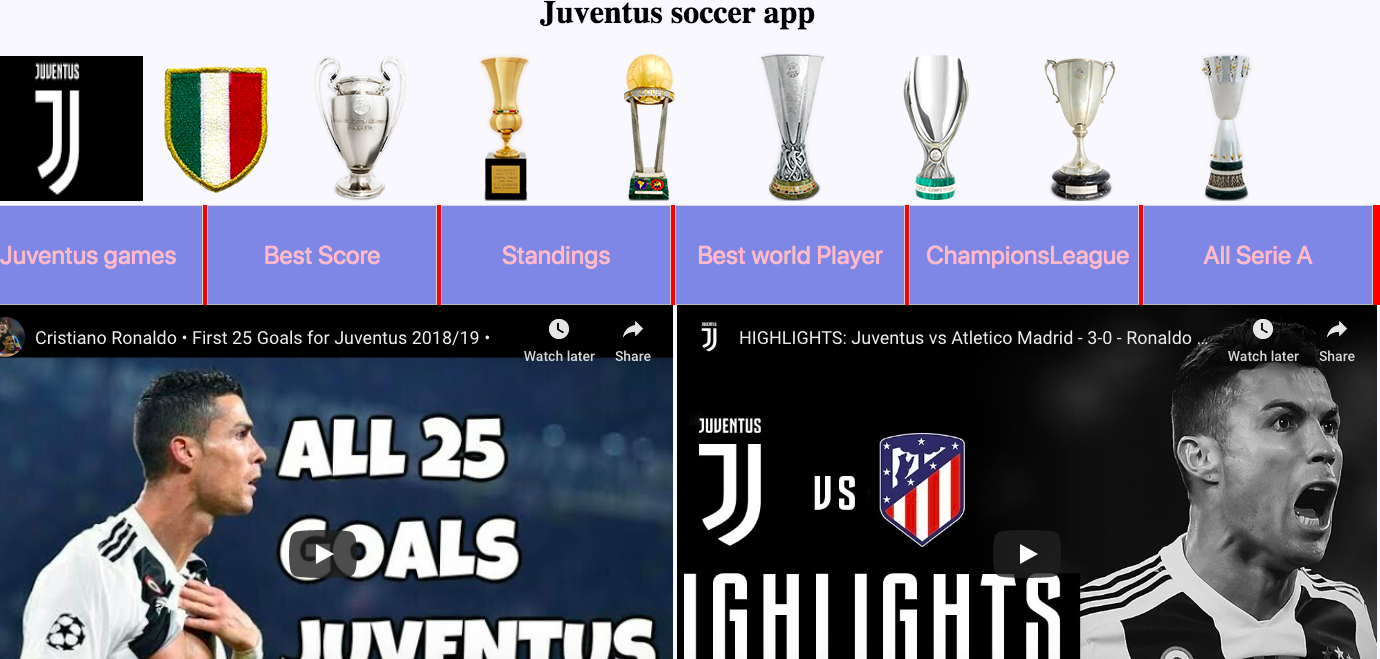 Juventus soccer app
JUVENTUS
Juventus games
Best Score
Standings
Best world Player
ChampionsLeague
All Serie A
Cristiano Ronaldo • First 25 Goals for Juventus 2018/19 •
Watch later
Share
HIGHLIGHTS: Juventus vs Atletico Madrid - 3-0 - Ronaldo ...
Watch later
Share
ALL 25
GOALS
JUVENTUS
JUVENTUS
VS
IGHLIGHTS